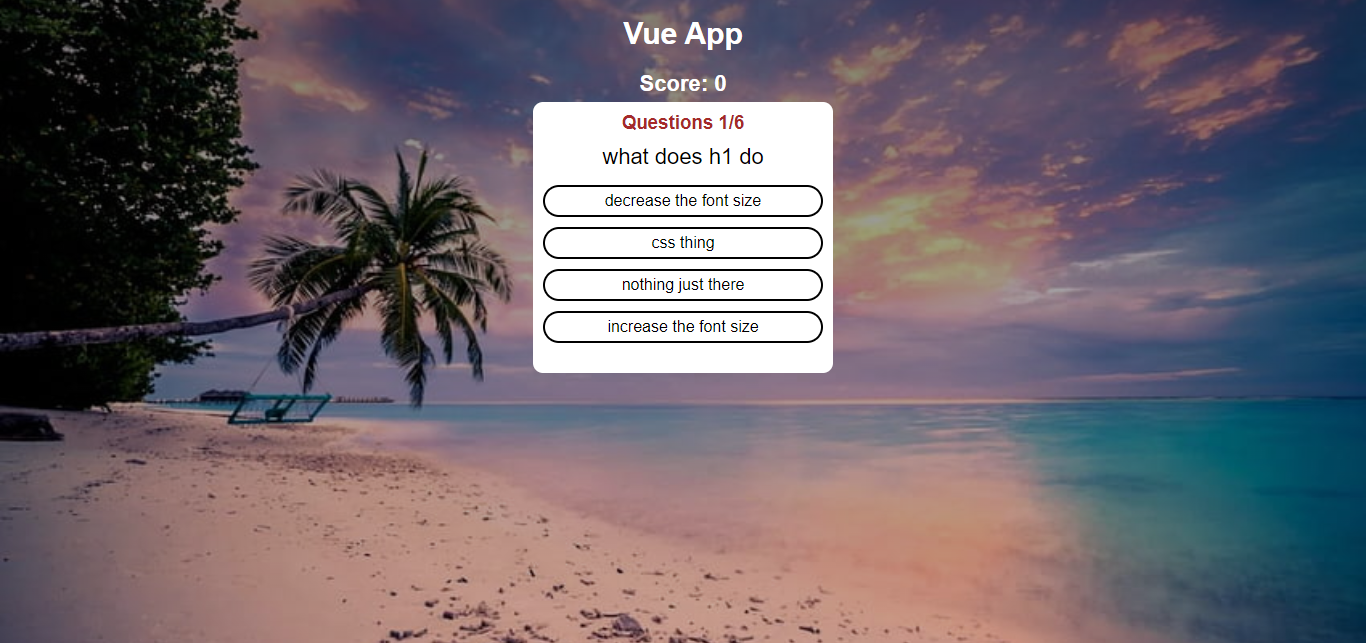 Vue App
Score: 0
Questions 1/6
what does h1 do
decrease the font size
css thing
nothing just there
increase the font size